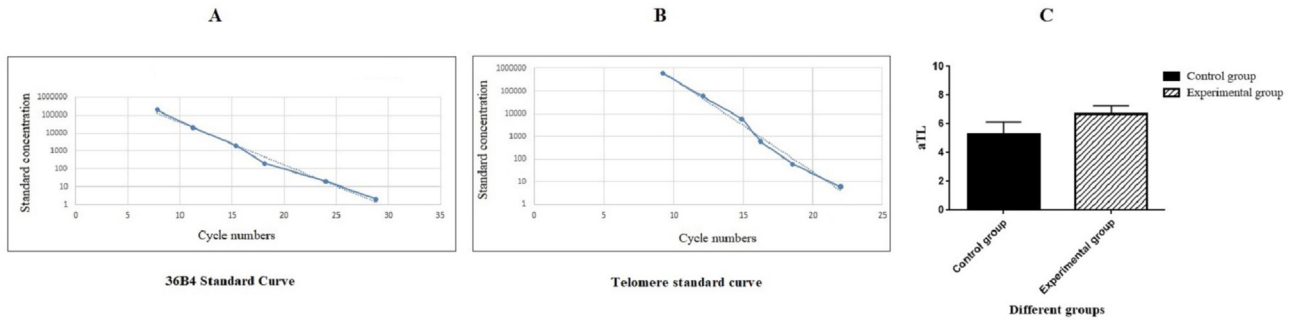 A
B
C
Standard concentration
1000000
100000
10000
1000
100
10
1
0
5
10
15
20
25
30
35
Cycle numbers
36B4 Standard Curve
Standard concentration
1000000
100000
10000
1000
100
10
1
0
5
10
15
20
25
Cycle numbers
Telomere standard curve
aTL
10
8
6
4
2
0
Control group
Experimental group
Control group
Experimental group
Different groups